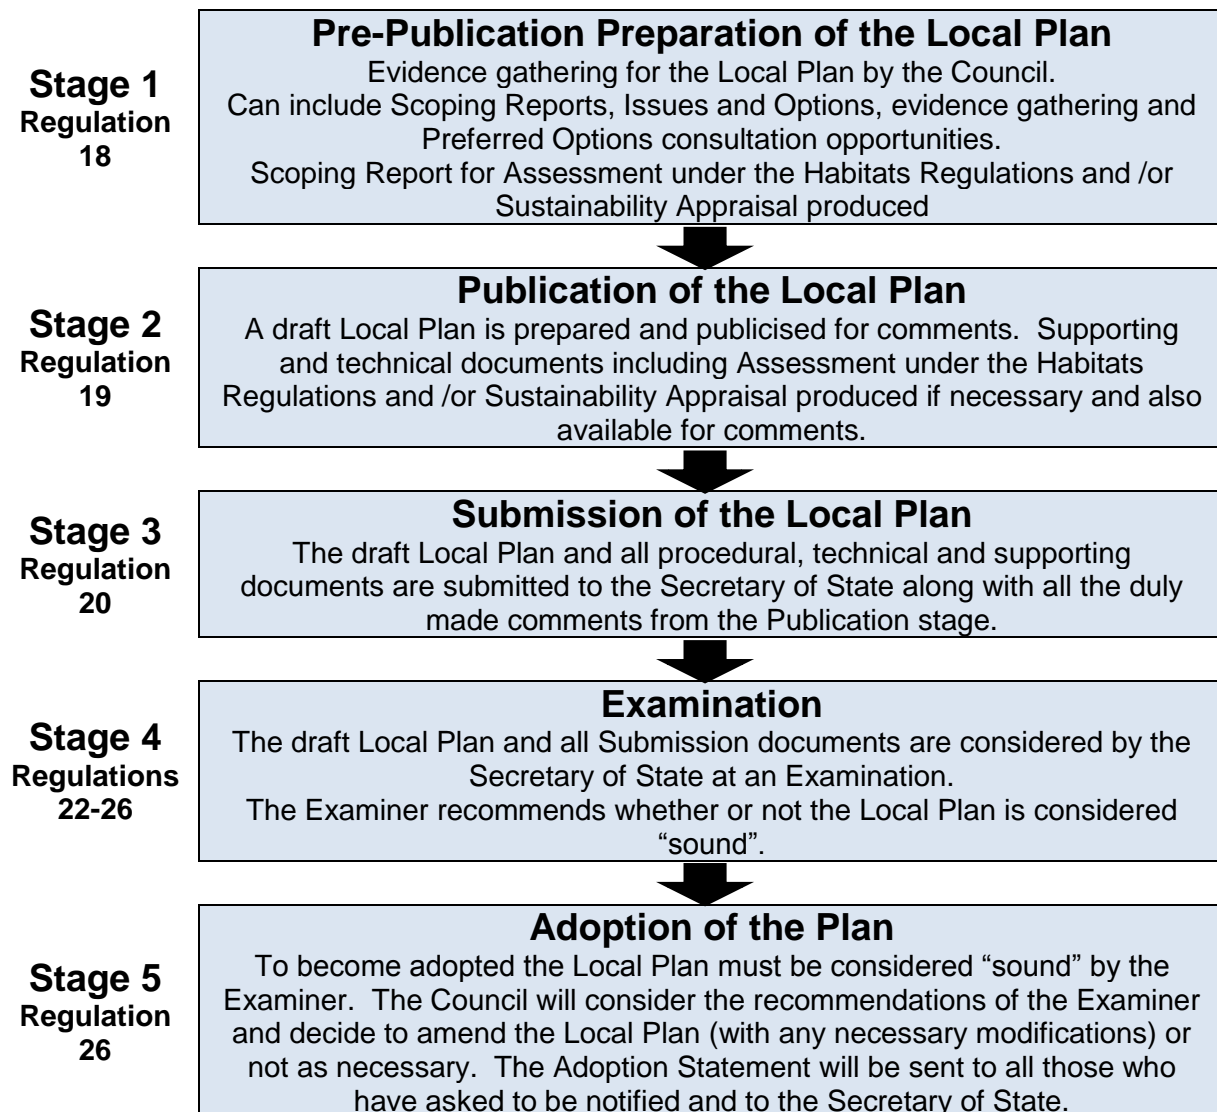 Stage 1
Regulation
18
Pre-Publication Preparation of the Local Plan
Evidence gathering for the Local Plan by the Council.
Can include Scoping Reports, Issues and Options, evidence gathering and
Preferred Options consultation opportunities.
Scoping Report for Assessment under the Habitats Regulations and /or
Sustainability Appraisal produced
Stage 2
Regulation
19
Publication of the Local Plan
A draft Local Plan is prepared and publicised for comments.  Supporting
and technical documents including Assessment under the Habitats
Regulations and /or Sustainability Appraisal produced if necessary and also
available for comments.
Stage 3
Regulation
20
Submission of the Local Plan
The draft Local Plan and all procedural, technical and supporting
documents are submitted to the Secretary of State along with all the duly
made comments from the Publication stage.
Stage 4
Regulations
22-26
Examination
The draft Local Plan and all Submission documents are considered by the
Secretary of State at an Examination.
The Examiner recommends whether or not the Local Plan is considered
“sound”.
Stage 5
Regulation
26
Adoption of the Plan
To become adopted the Local Plan must be considered “sound” by the
Examiner.  The Council will consider the recommendations of the Examiner
and decide to amend the Local Plan (with any necessary modifications) or
not as necessary.  The Adoption Statement will be sent to all those who
have asked to be notified and to the Secretary of State.